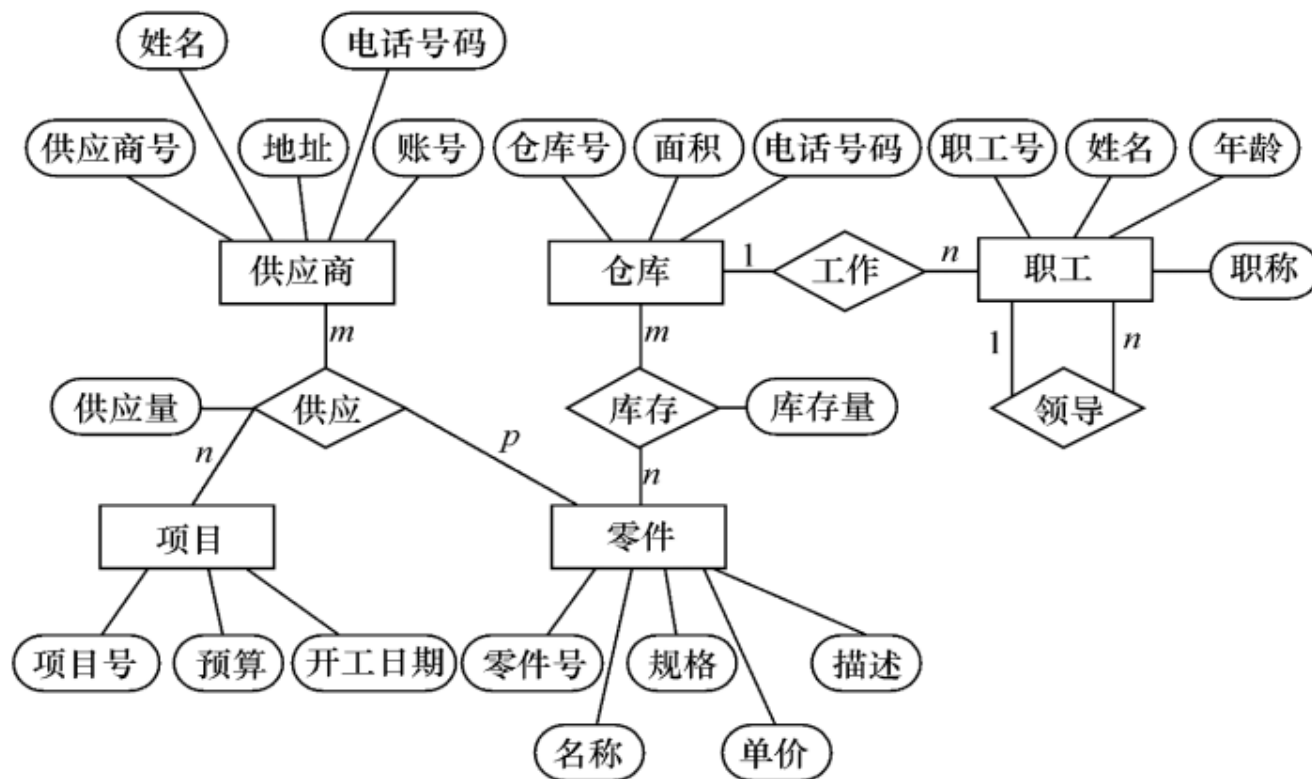 姓名 电话号码
供应商号 地址 账号 仓库号 面积 电话号码 职工号 姓名 年龄
供应商 仓库 1 工作 n 职工 职称
m m 1 n
供应量 供应 库存 库存量 领导
n p n
项目 零件
项目号 预算 开工日期 零件号 规格 描述
名称 单价